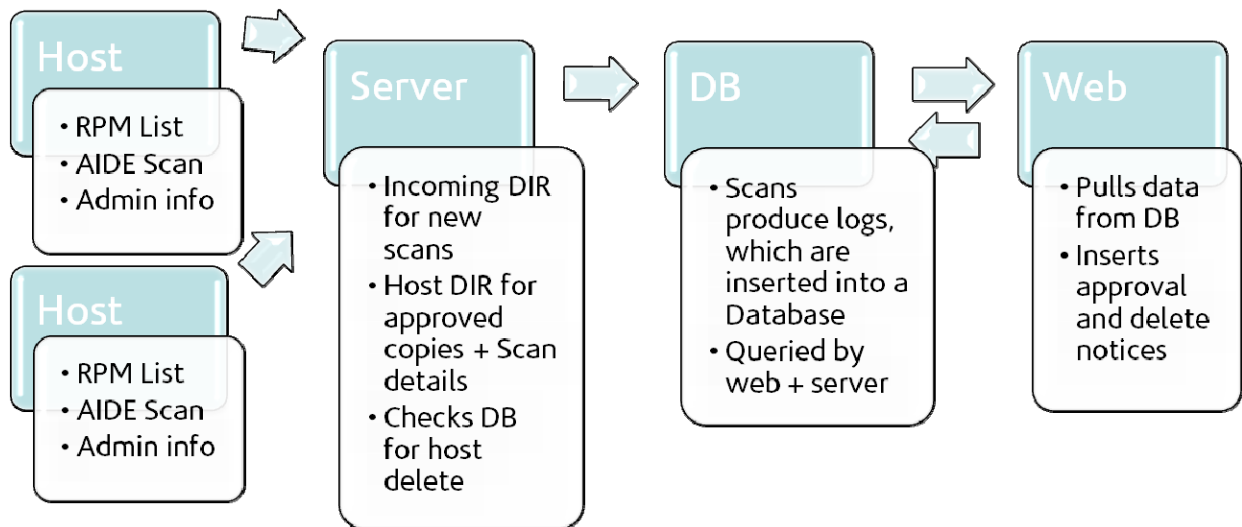 Host
• RPM List
• AIDE Scan
• Admin info
Host
• RPM List
• AIDE Scan
• Admin info
Server
• Incoming DIR
for new
scans
• Host DIR for
approved
copies + Scan
details
• Checks DB
for host
delete
DB
• Scans
produce logs,
which are
inserted into a
Database
• Queried by
web + server
Web
• Pulls data
from DB
• Inserts
approval
and delete
notices